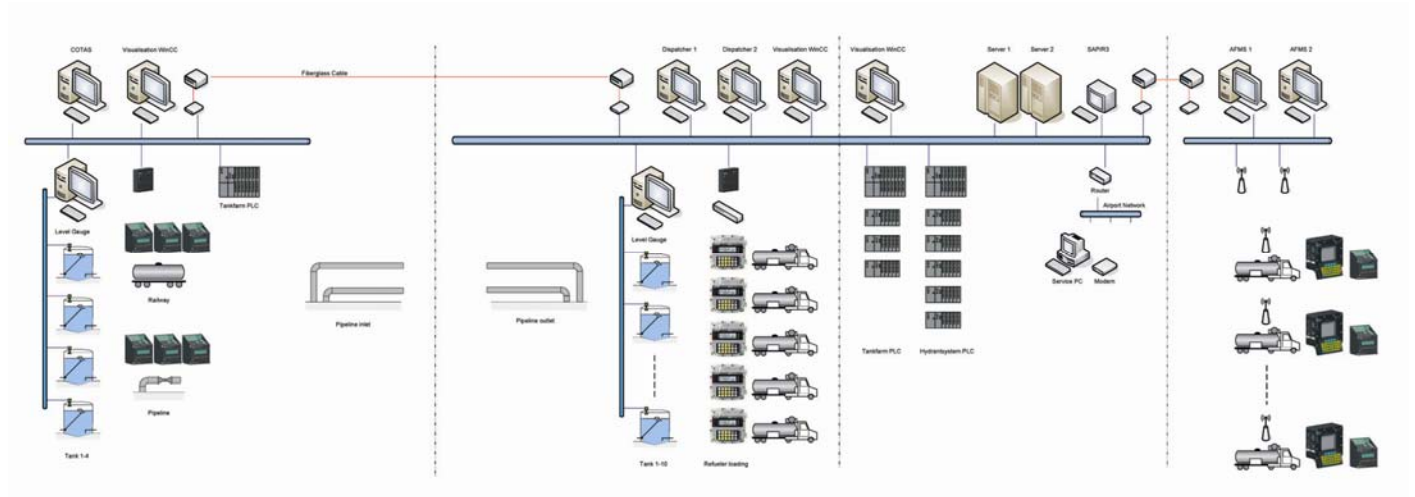 COTAS
Visualisation WinCC
Fiberglass Cable
Dispatcher 1
Dispatcher 2
Visualisation WinCC
Visualisation WinCC
Server 1
Server 2
SAP/R3
AFMS 1
AFMS 2
Tankfarm PLC
Level Gauge
Railway
Pipeline inlet
Pipeline
Tank 1-4
Pipeline outlet
Level Gauge
Tank 1-10
Refueler loading
Tankfarm PLC
Hydrantsystem PLC
Router
Airport Network
Service PC
Modem